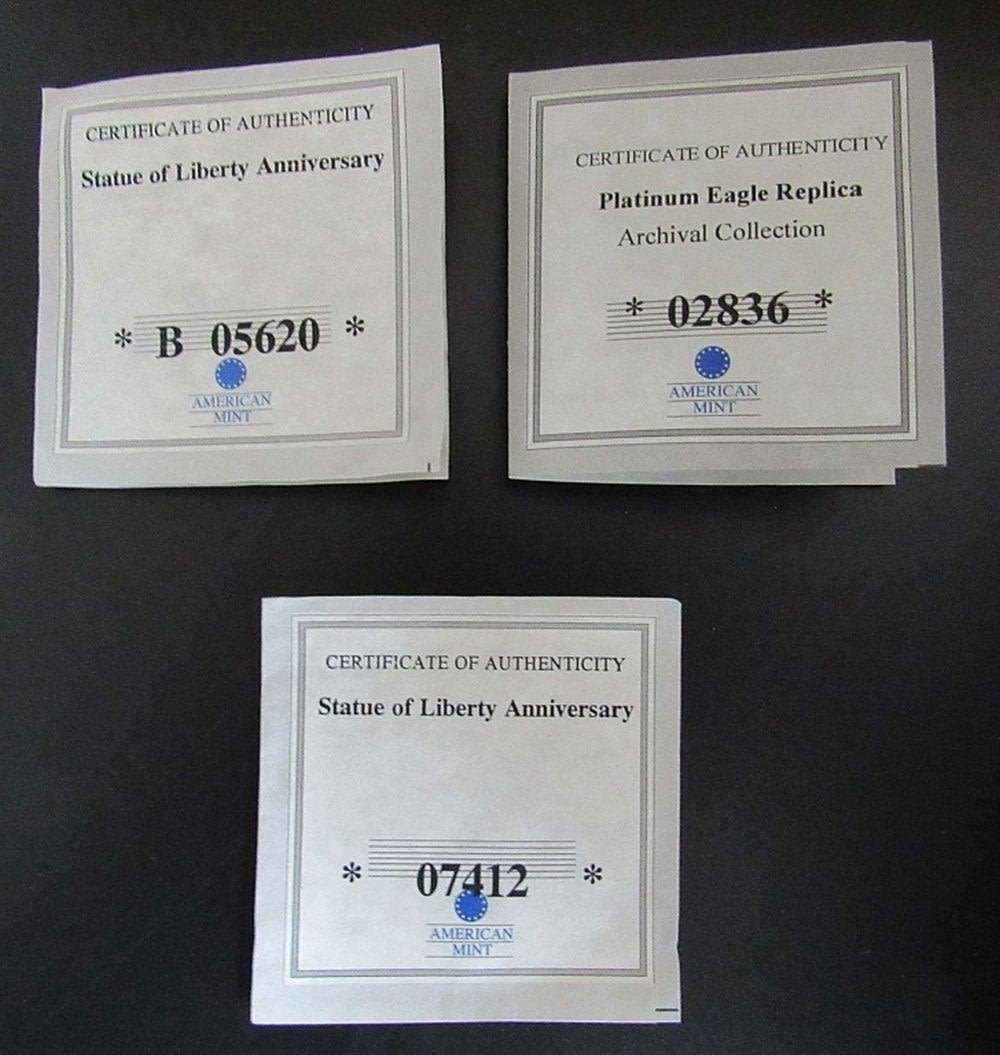 CERTIFICATE OF AUTHENTICITY
Statue of Liberty Anniversary
* B 05620 *
AMERICAN
MINT
CERTIFICATE OF AUTHENTICITY
Platinum Eagle Replica
Archival Collection
* 02836 *
AMERICAN
MINT
CERTIFICATE OF AUTHENTICITY
Statue of Liberty Anniversary
* 07412 *
AMERICAN
MINT